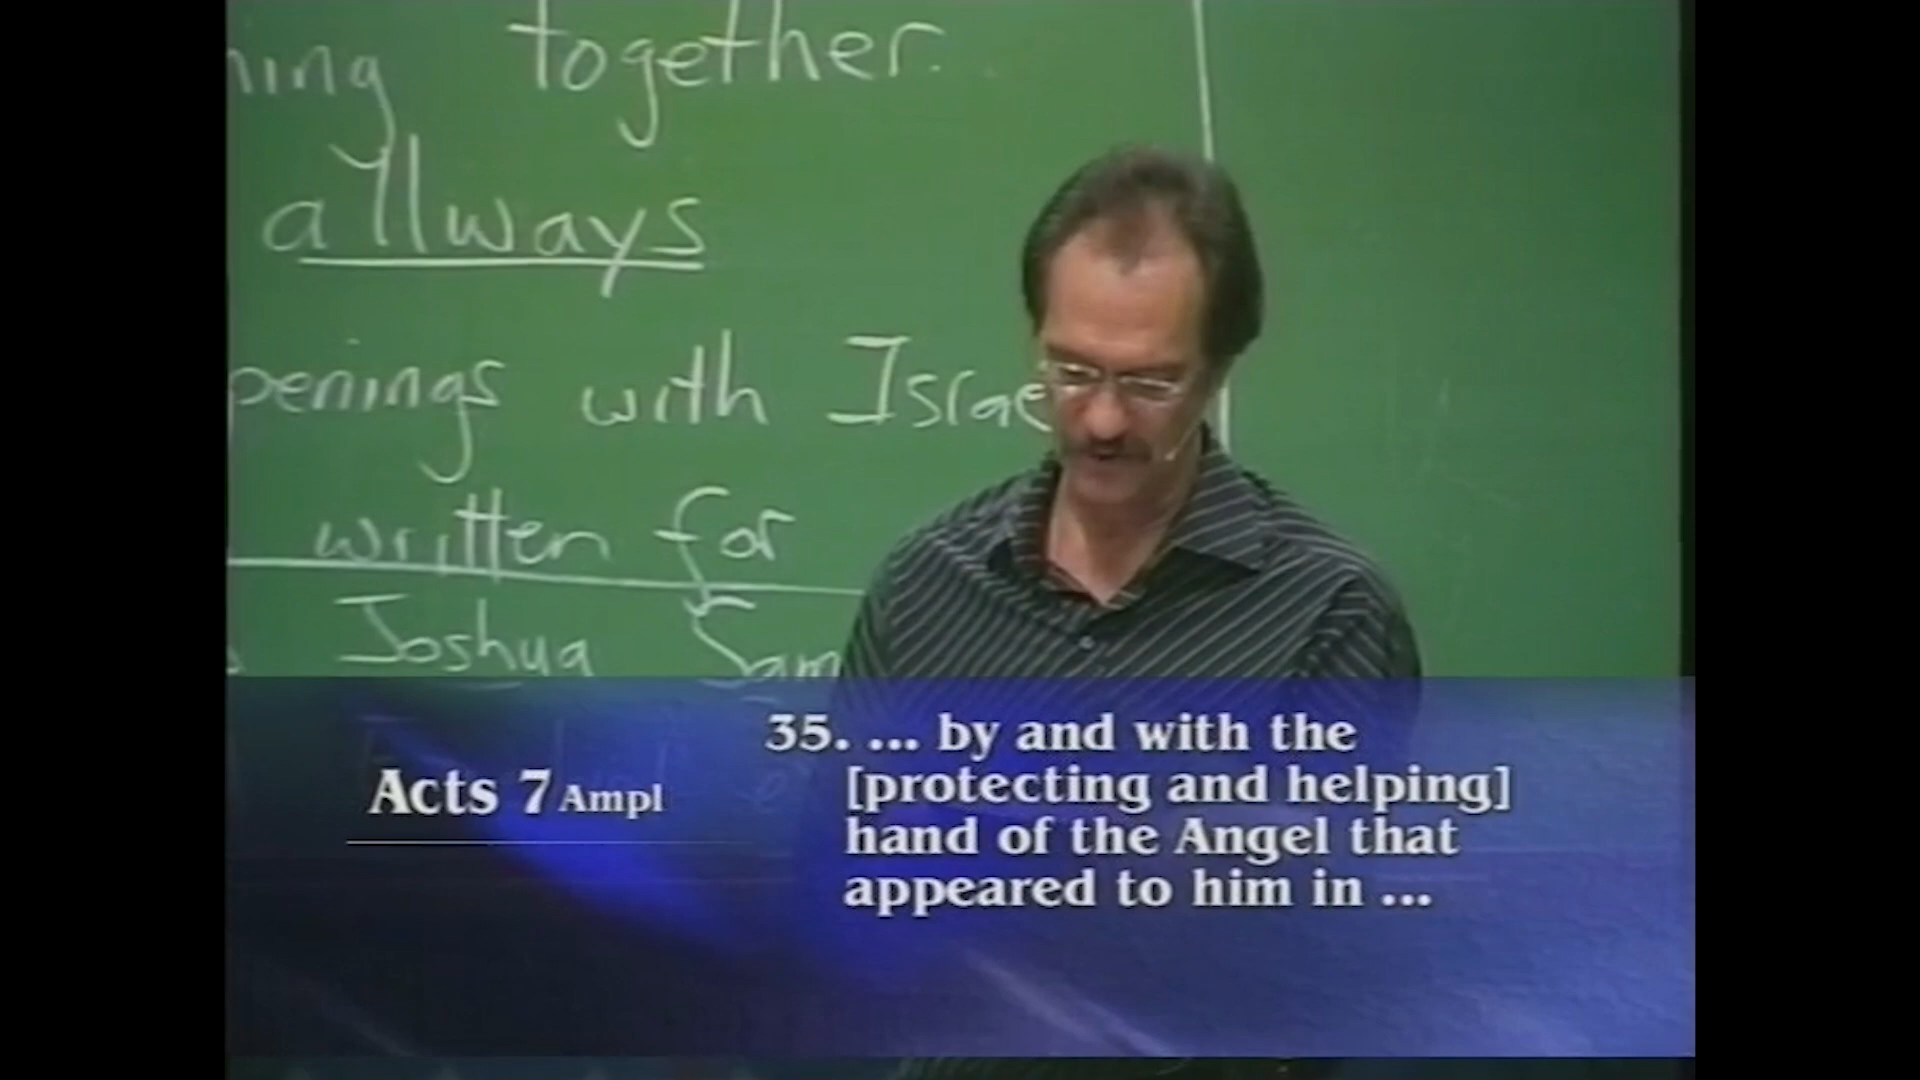 together.
allways
with Israe
written for
Joshua Sam
Acts 7 Ampl
35. ... by and with the
[protecting and helping]
hand of the Angel that
appeared to him in ...